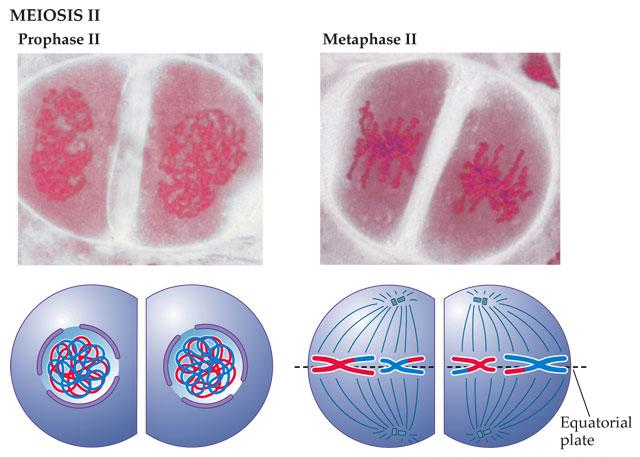 MEIOSIS II
Prophase II
Metaphase II
Equatorial
plate